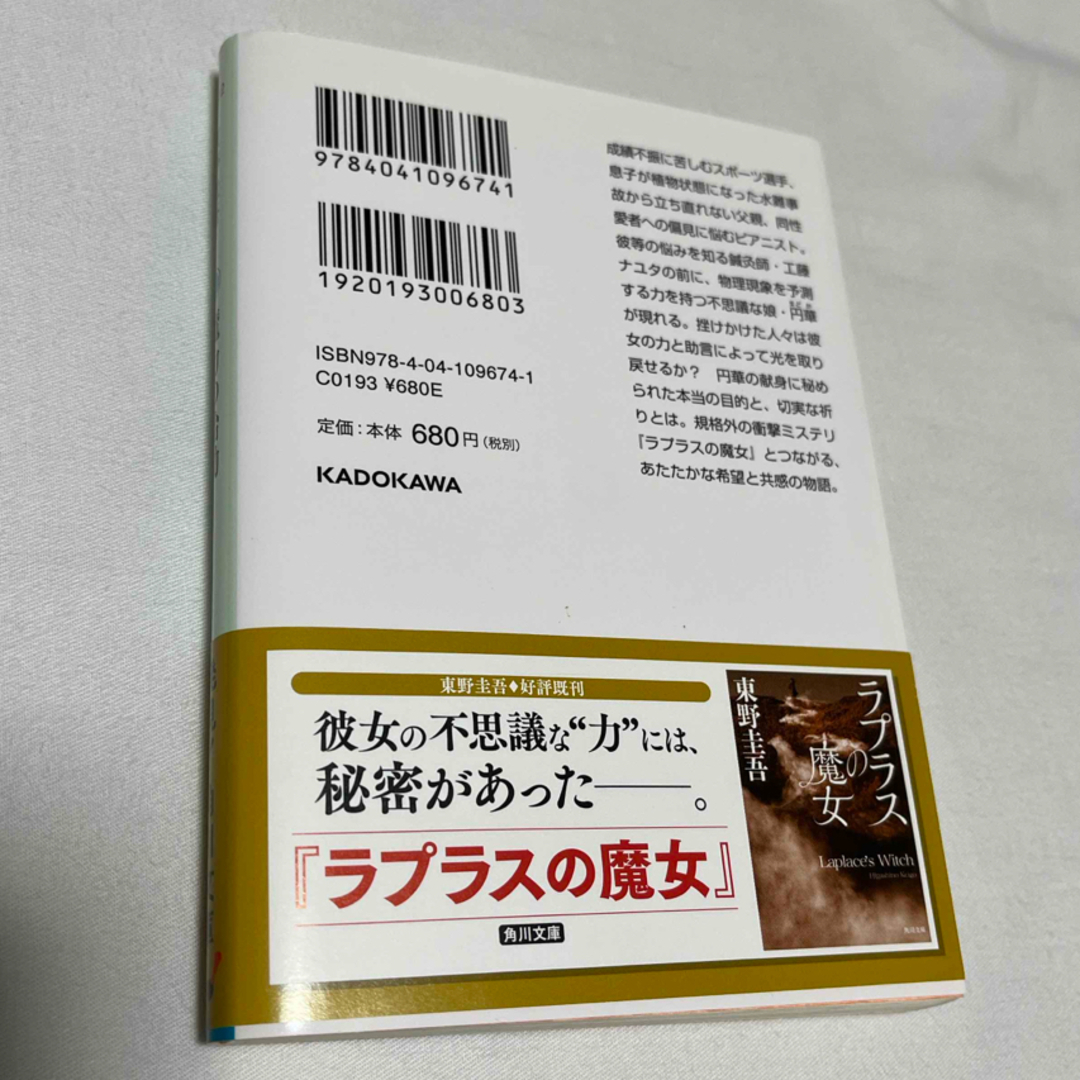 9784041096741
1920193006803
ISBN978-4-04-109674-1
C0193 ¥680E
定価:本体 680円(税別)
KADOKAWA
成績不振に苦しむスポーツ選手、
息子が植物状態になった水難事
故から立ち直れない父親、同性
愛者への偏見に悩むピアニスト。
彼等の悩みを知る鍼灸師・工藤
ナユタの前に、物理現象を予測
する力を持つ不思議な娘・円華
が現れる。挫けかけた人々は彼
女の力と助言によって光を取り
戻せるか? 円華の献身に秘め
られた本当の目的と、切実な祈
りとは。規格外の衝撃ミステリ
『ラプラスの魔女』とつながる、
あたたかな希望と共感の物語。
東野圭吾♦好評既刊
彼女の不思議な“力”には、
秘密があった――。
『ラプラスの魔女』
角川文庫
ラプラス
の
魔女
東野圭吾
Laplace's Witch
Higashino Keigo
角川文庫